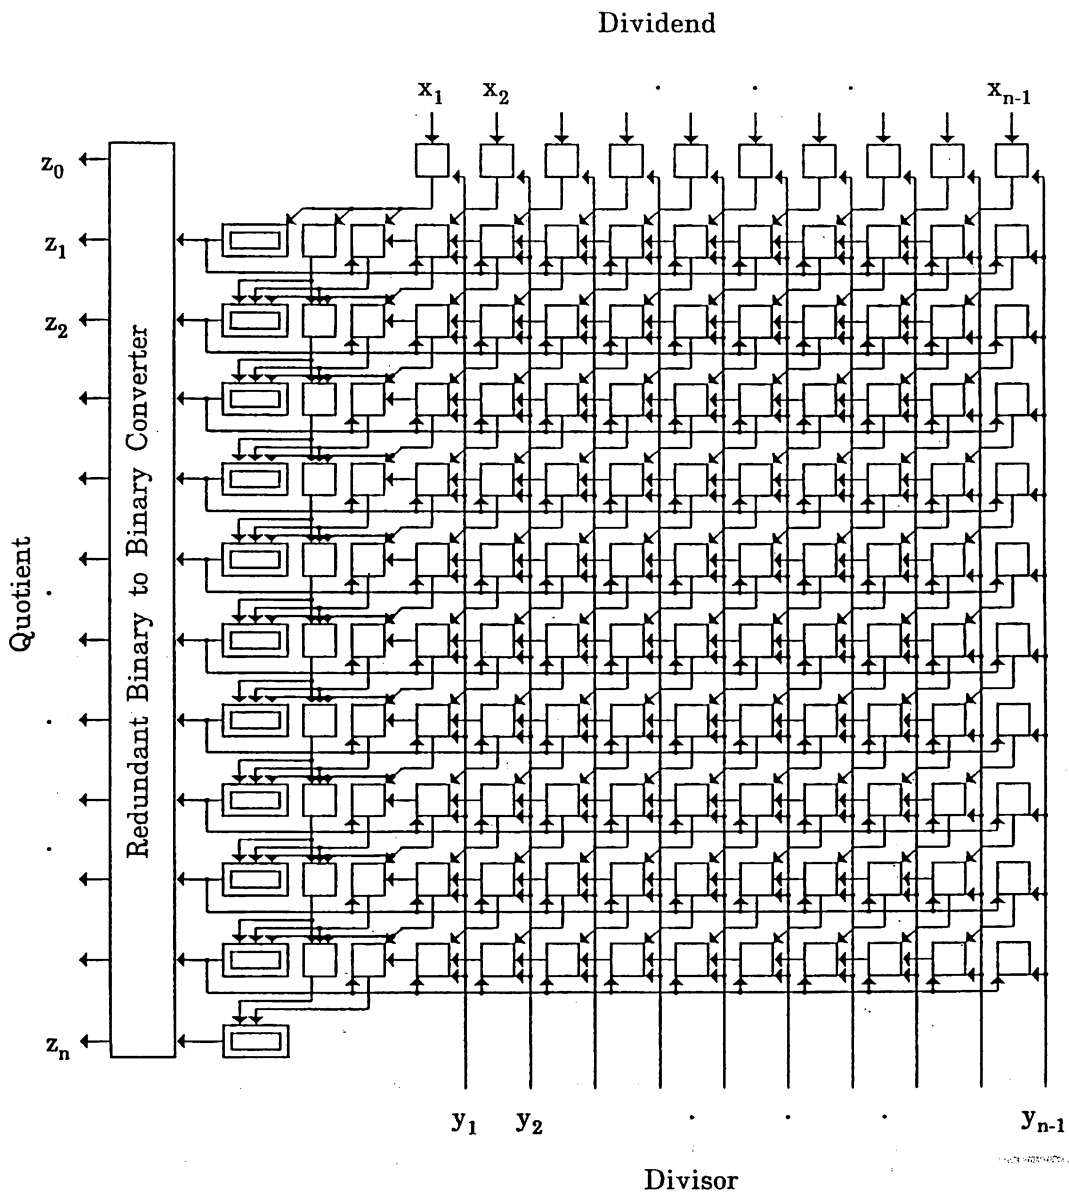 Dividend
x1 x2 . . . xn-1
z0
z1
z2
Redundant Binary to Binary Converter
Quotient
.
.
.
zn
y1 y2 . . . yn-1
Divisor